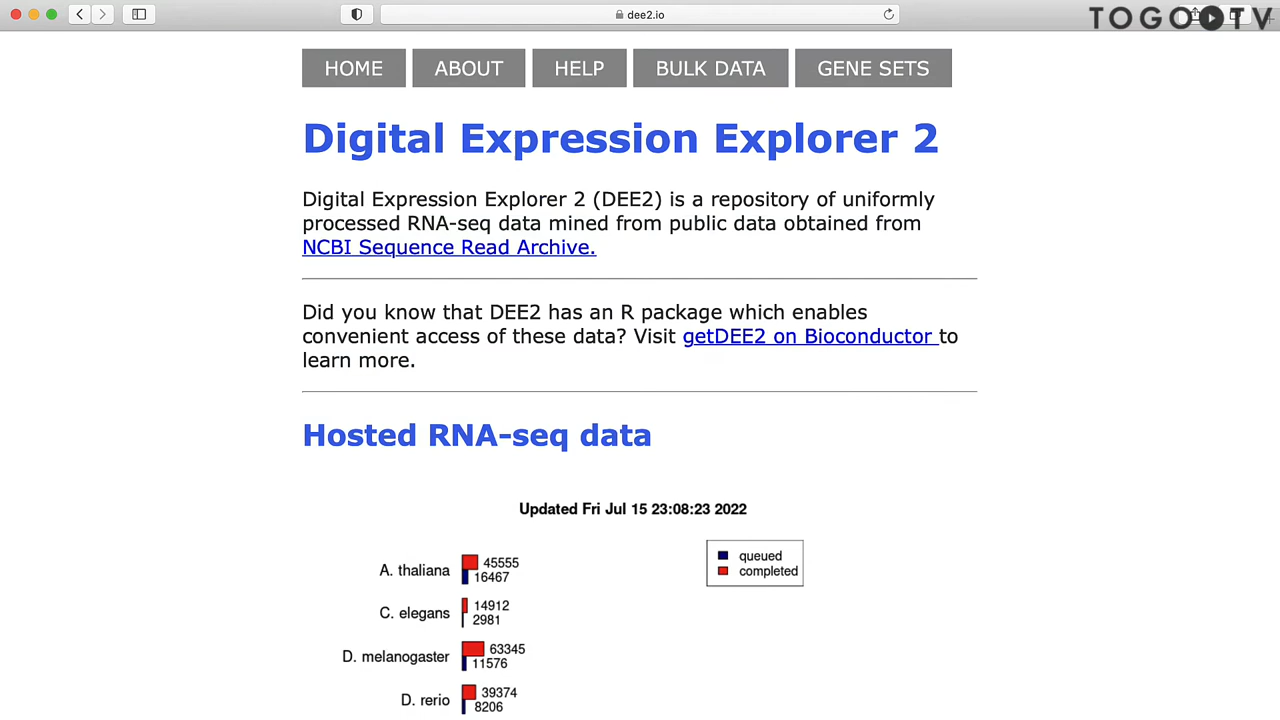 dee2.io
TOGO TV
HOME ABOUT HELP BULK DATA GENE SETS
Digital Expression Explorer 2
Digital Expression Explorer 2 (DEE2) is a repository of uniformly
processed RNA-seq data mined from public data obtained from
NCBI Sequence Read Archive.
Did you know that DEE2 has an R package which enables
convenient access of these data? Visit getDEE2 on Bioconductor to
learn more.
Hosted RNA-seq data
Updated Fri Jul 15 23:08:23 2022
queued
completed
A. thaliana
45555
16467
C. elegans
14912
2981
D. melanogaster
63345
11576
D. rerio
39374
8206